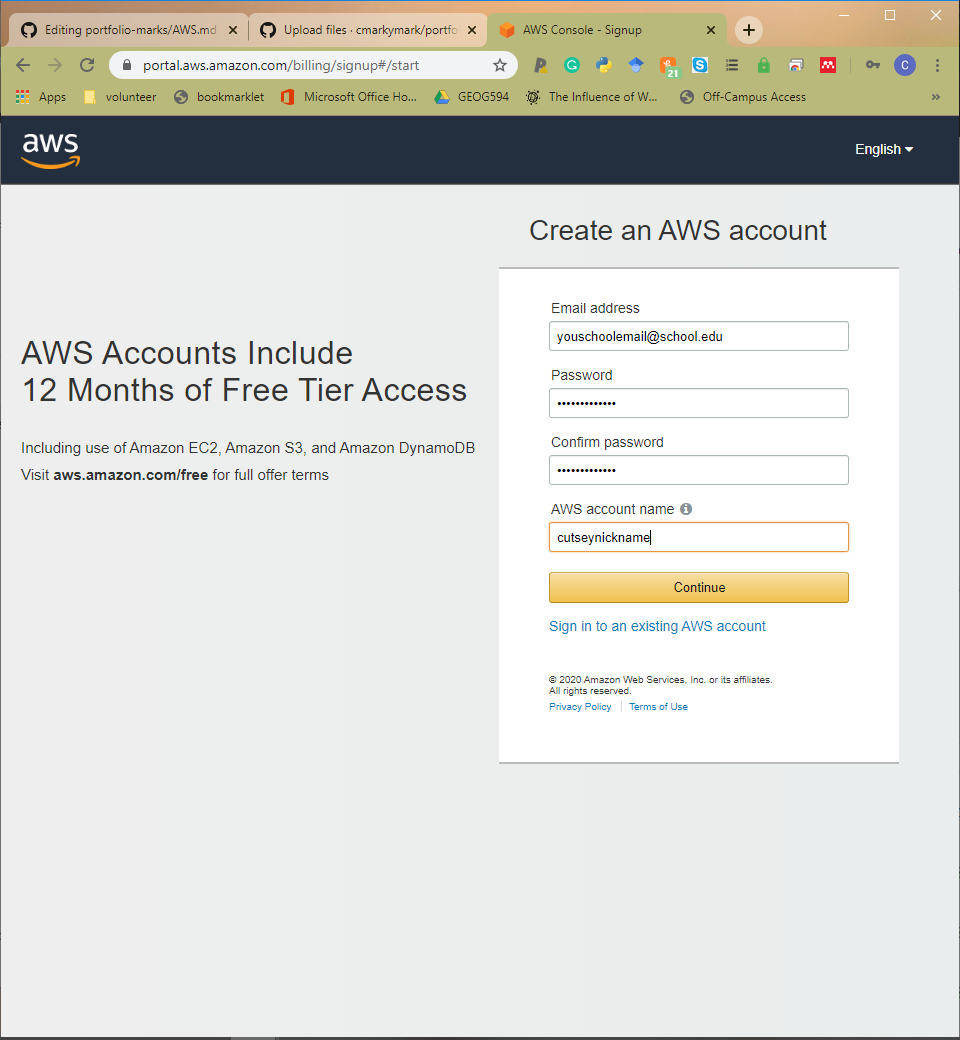 Editing portfolio-marks/AWS.md
Upload files · cmarkymark/portfo
AWS Console - Signup
portal.aws.amazon.com/billing/signup#/start
21
C
Apps
volunteer
bookmarklet
Microsoft Office Ho...
GEOG594
The Influence of W...
Off-Campus Access
»
aws
English
Create an AWS account
AWS Accounts Include
12 Months of Free Tier Access
Including use of Amazon EC2, Amazon S3, and Amazon DynamoDB
Visit aws.amazon.com/free for full offer terms
Email address
youschoolemail@school.edu
Password
•••••••••••••
Confirm password
•••••••••••••
AWS account name
cutseynickname
Continue
Sign in to an existing AWS account
© 2020 Amazon Web Services, Inc. or its affiliates.
All rights reserved.
Privacy Policy | Terms of Use